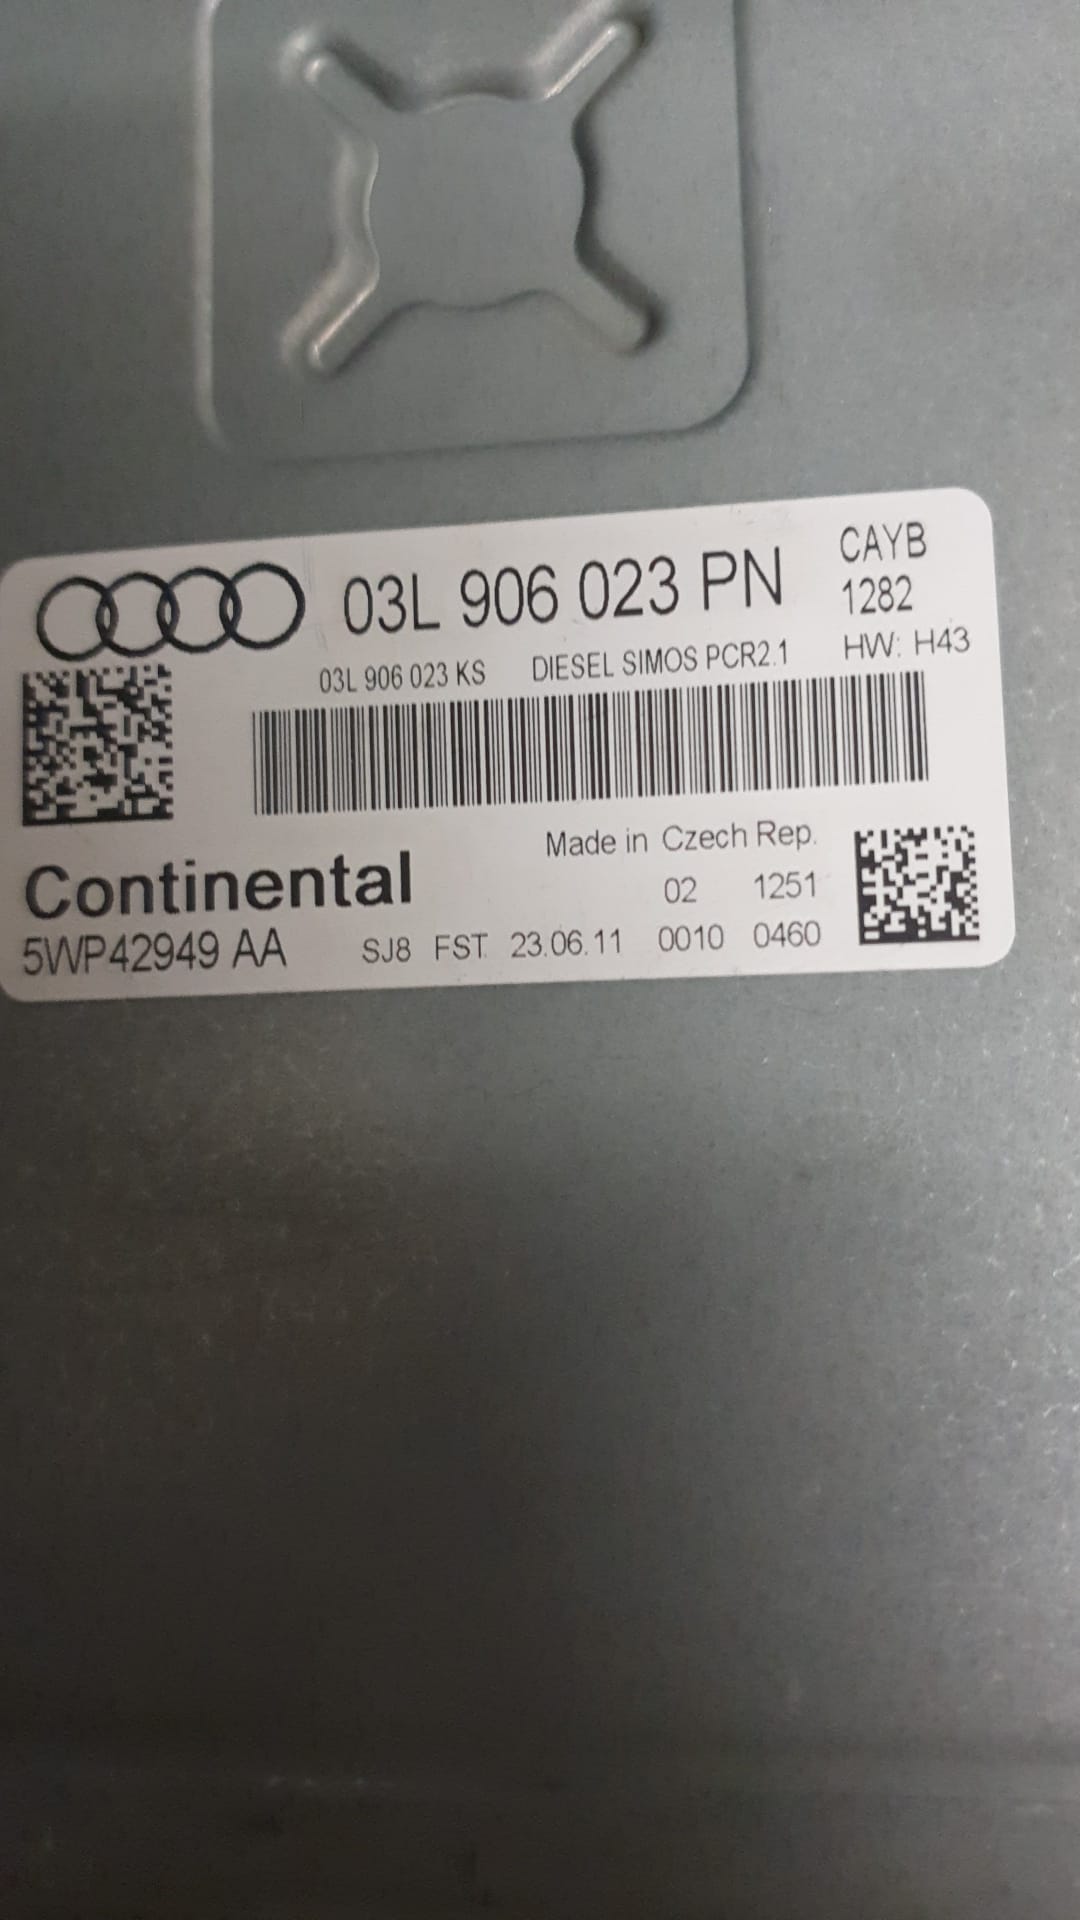 03L 906 023 PN CAYB
1282
03L 906 023 KS DIESEL SIMOS PCR2.1 HW: H43
Made in Czech Rep.
Continental 02 1251
5WP42949 AA SJ8 FST. 23.06.11 0010 0460